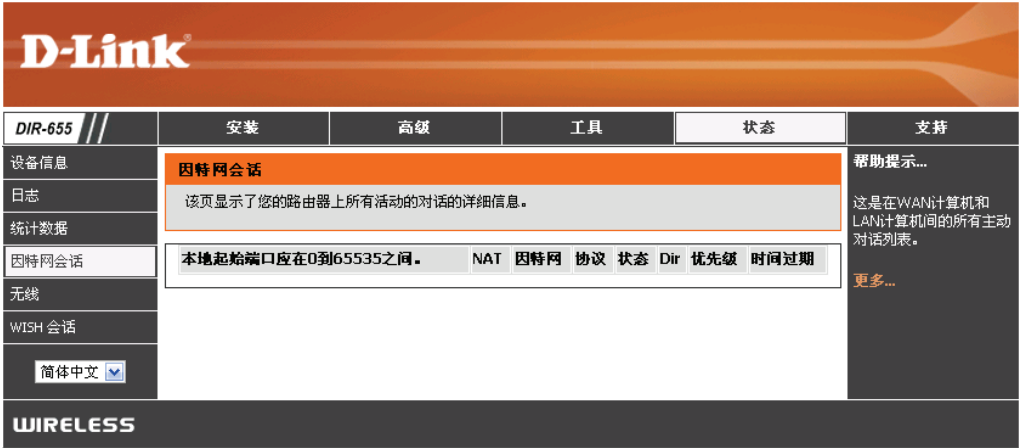 D-Link®
DIR-655
安装
高级
工具
状态
支持
设备信息
日志
统计数据
因特网会话
无线
WISH 会话
简体中文
因特网会话
该页显示了您的路由器上所有活动的对话的详细信息。
本地起始端口应在0到65535之间。 NAT 因特网 协议 状态 Dir 优先级 时间过期
帮助提示...
这是在WAN计算机和
LAN计算机间的所有主动
对话列表。
更多...
WIRELESS